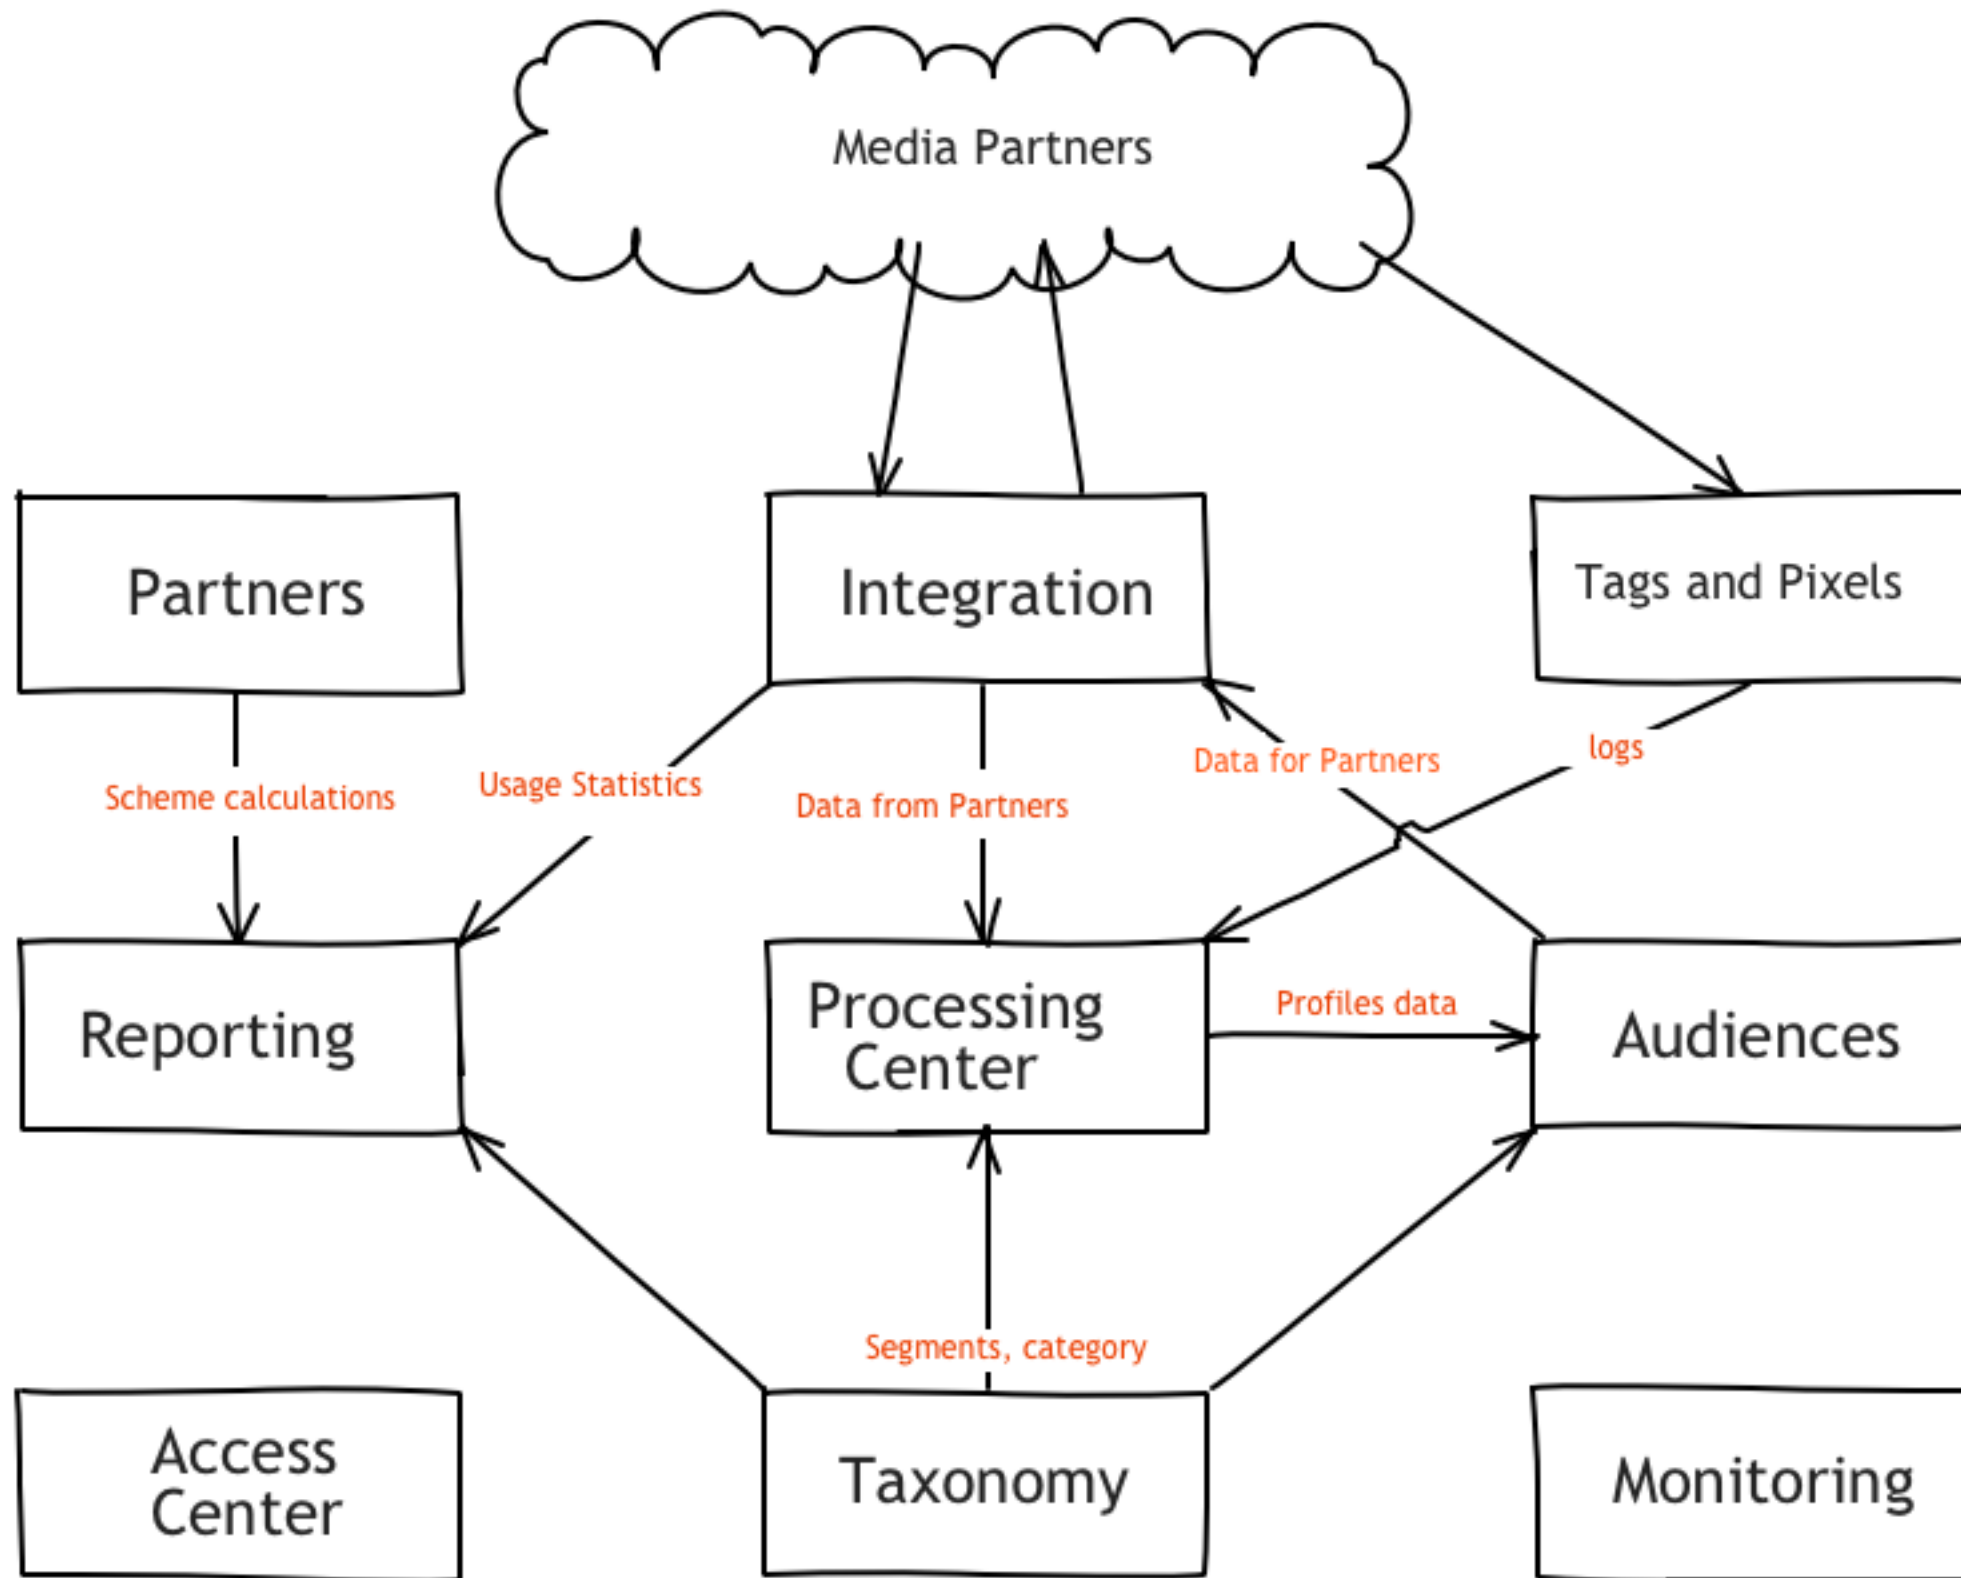 Media Partners
Partners
Integration
Tags and Pixels
Scheme calculations
Usage Statistics
Data from Partners
Data for Partners
logs
Reporting
Processing
Center
Profiles data
Audiences
Segments, category
Access
Center
Taxonomy
Monitoring